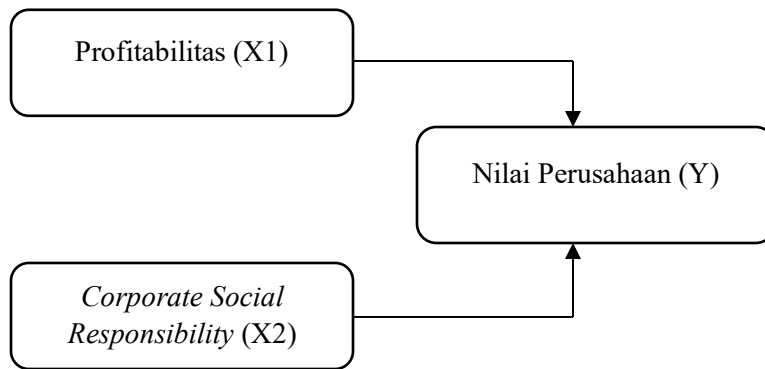 Profitabilitas (X1)
Nilai Perusahaan (Y)
Corporate Social
Responsibility (X2)